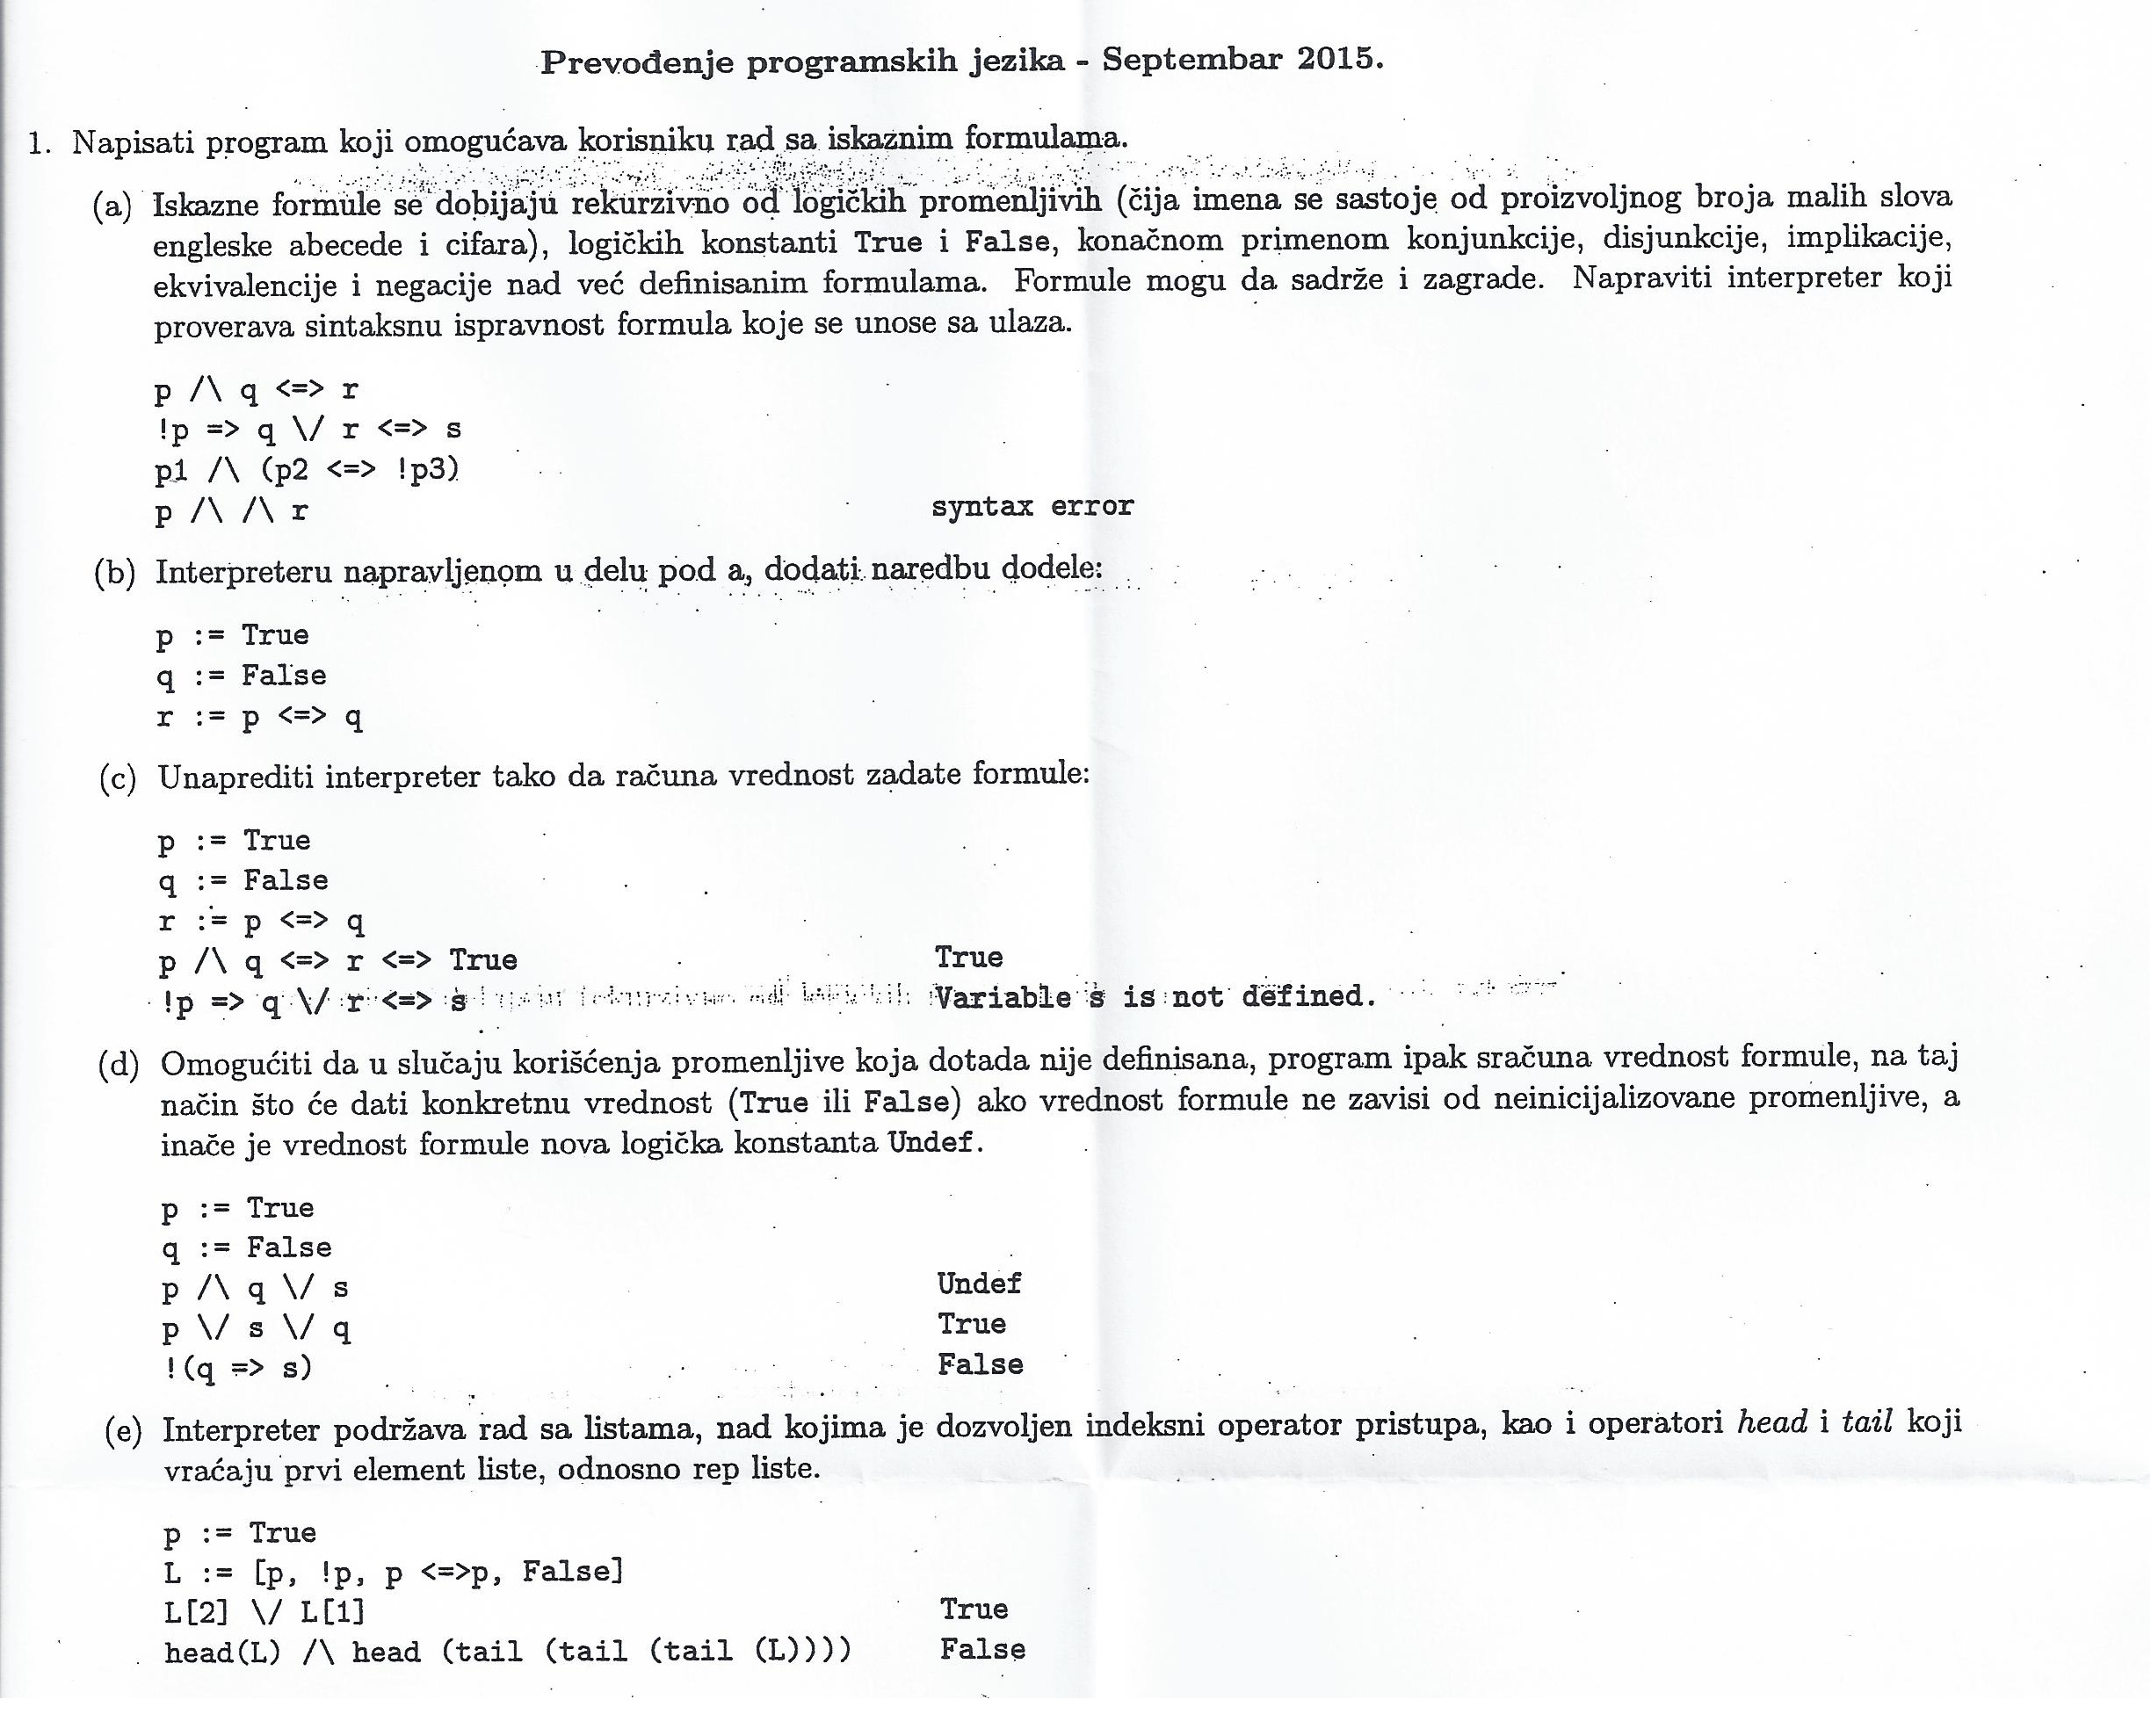 Prevođenje programskih jezika - Septembar 2015.
1. Napisati program koji omogućava korisniku rad sa iskaznim formulama.
(a) Iskazne formule se dobijaju rekurzivno od logičkih promenljivih (čija imena se sastoje od proizvoljnog broja malih slova
engleske abecede i cifara), logičkih konstanti True i False, konačnom primenom konjunkcije, disjunkcije, implikacije,
ekvivalencije i negacije nad već definisanim formulama. Formule mogu da sadrže i zagrade. Napraviti interpreter koji
proverava sintaksnu ispravnost formula koje se unose sa ulaza.
p /\ q <=> r
!p => q \/ r <=> s
p1 /\ (p2 <=> !p3)
p /\ /\ r syntax error
(b) Interpreteru napravljenom u delu pod a, dodati naredbu dodele:
p := True
q := False
r := p <=> q
(c) Unaprediti interpreter tako da računa vrednost zadate formule:
p := True
q := False
r := p <=> q
p /\ q <=> r <=> True True
!p => q \/ r <=> s Variable s is not defined.
(d) Omogućiti da u slučaju korišćenja promenljive koja dotada nije definisana, program ipak sračuna vrednost formule, na taj
način što će dati konkretnu vrednost (True ili False) ako vrednost formule ne zavisi od neinicijalizovane promenljive, a
inače je vrednost formule nova logička konstanta Undef.
p := True
q := False
p /\ q \/ s Undef
p \/ s \/ q True
!(q => s) False
(e) Interpreter podržava rad sa listama, nad kojima je dozvoljen indeksni operator pristupa, kao i operatori head i tail koji
vraćaju prvi element liste, odnosno rep liste.
p := True
L := [p, !p, p <=>p, False]
L[2] \/ L[1] True
head(L) /\ head (tail (tail (tail (L)))) False